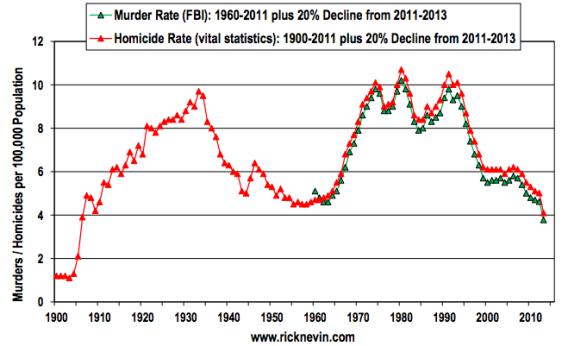 Murder Rate (FBI): 1960-2011 plus 20% Decline from 2011-2013
Homicide Rate (vital statistics): 1900-2011 plus 20% Decline from 2011-2013
Murders / Homicides per 100,000 Population
12
10
8
6
4
2
0
1900 1910 1920 1930 1940 1950 1960 1970 1980 1990 2000 2010
www.ricknevin.com